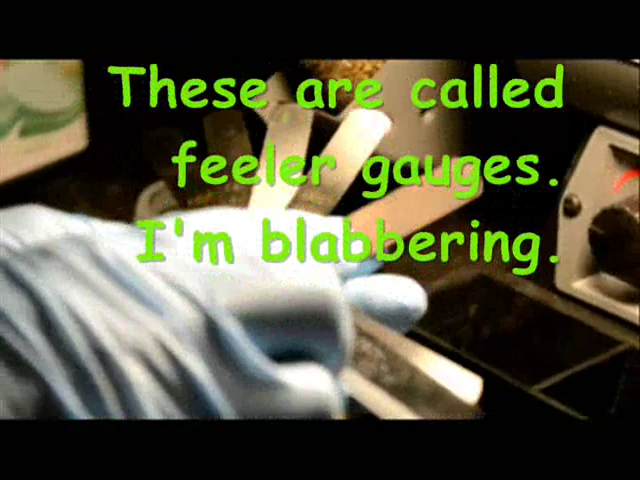 These are called
feeler gauges.
I'm blabbering.